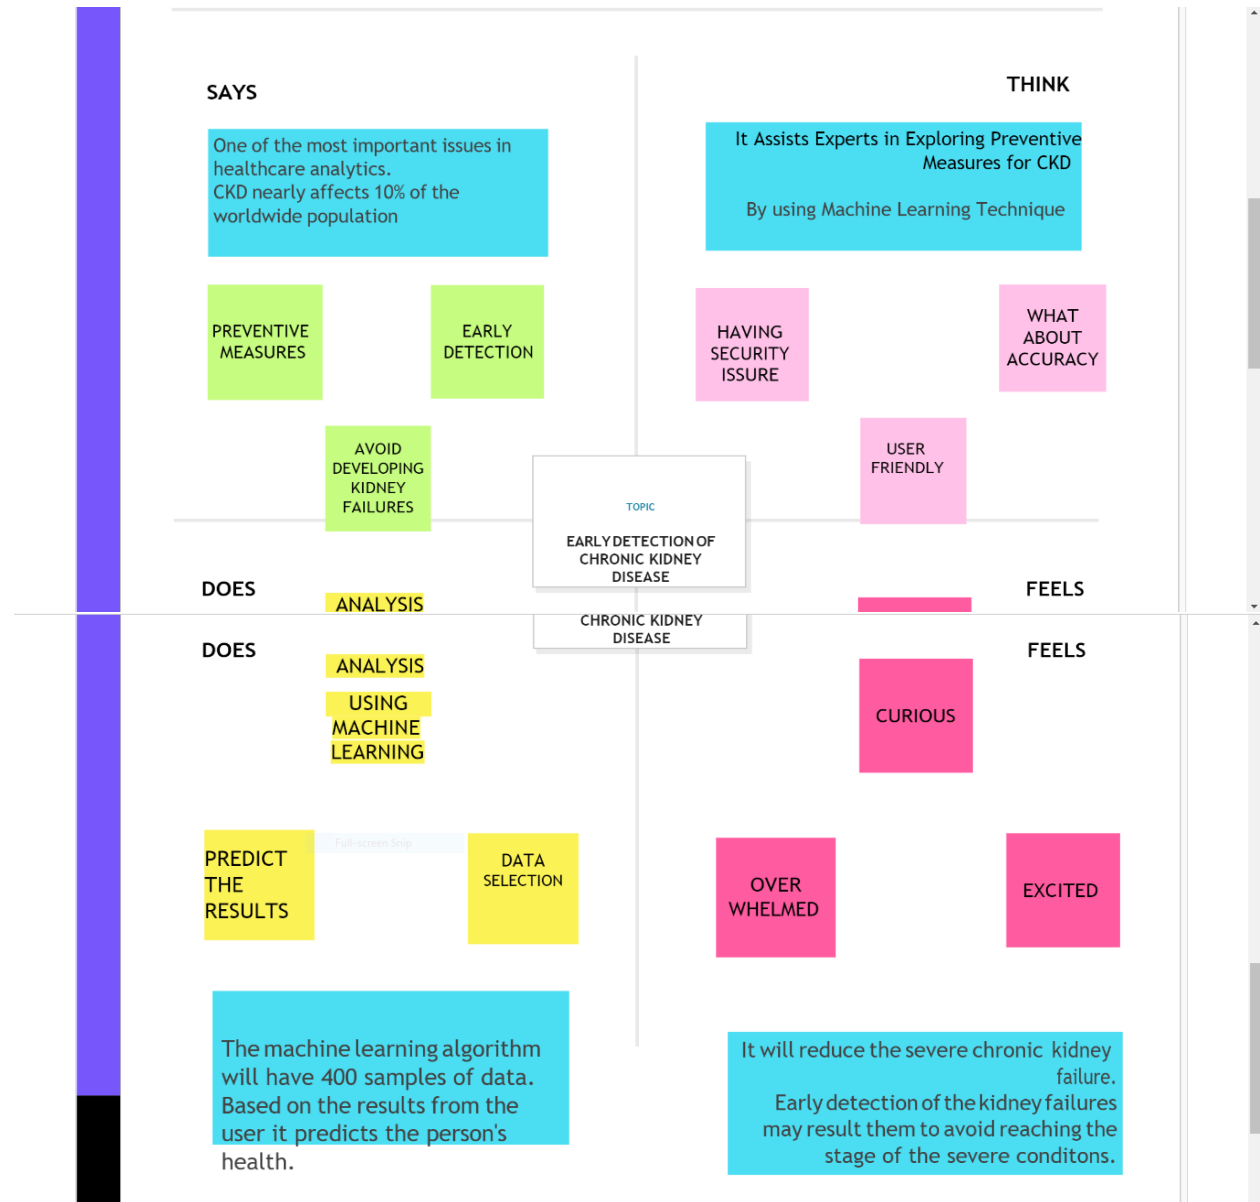 SAYS
THINK
One of the most important issues in
healthcare analytics.
CKD nearly affects 10% of the
worldwide population
It Assists Experts in Exploring Preventive
Measures for CKD
By using Machine Learning Technique
PREVENTIVE
MEASURES
EARLY
DETECTION
AVOID
DEVELOPING
KIDNEY
FAILURES
HAVING
SECURITY
ISSURE
WHAT
ABOUT
ACCURACY
USER
FRIENDLY
TOPIC
EARLY DETECTION OF
CHRONIC KIDNEY
DISEASE
DOES
ANALYSIS
FEELS
CHRONIC KIDNEY
DISEASE
DOES
ANALYSIS
USING
MACHINE
LEARNING
FEELS
CURIOUS
PREDICT
THE
RESULTS
Full-screen Snip
DATA
SELECTION
OVER
WHELMED
EXCITED
The machine learning algorithm
will have 400 samples of data.
Based on the results from the
user it predicts the person's
health.
It will reduce the severe chronic kidney
failure.
Early detection of the kidney failures
may result them to avoid reaching the
stage of the severe conditons.